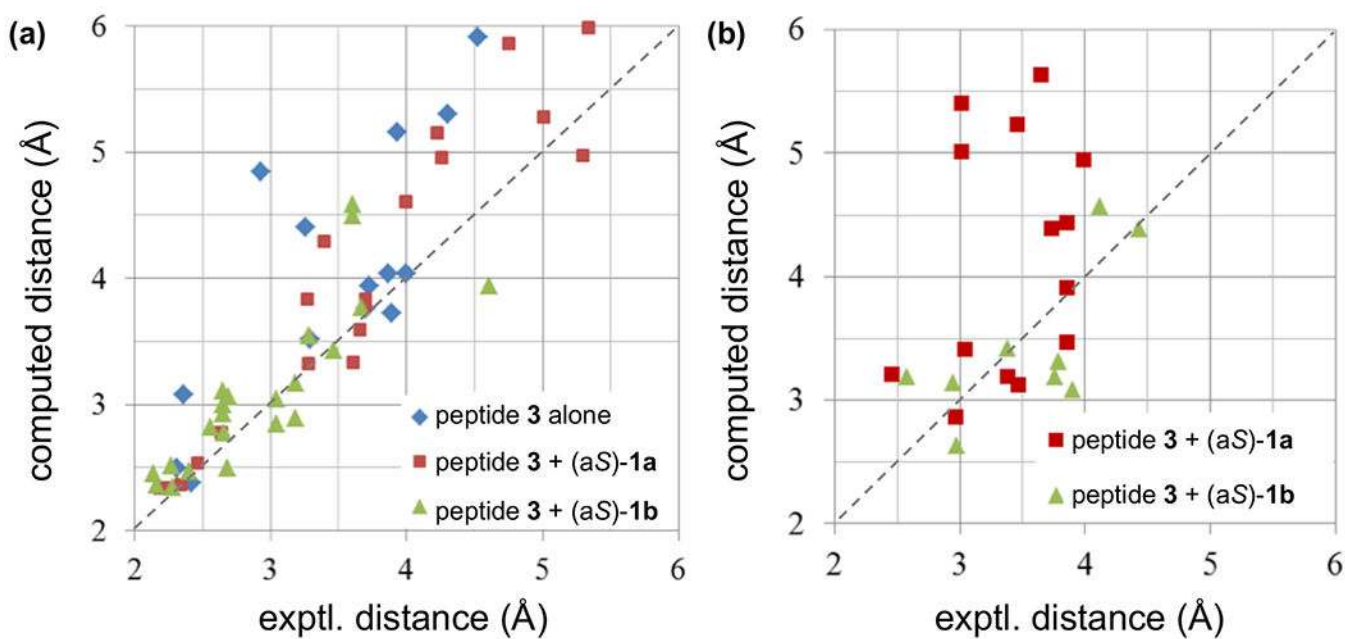 (a)
computed distance (Å)
6
5
4
3
2
peptide 3 alone
peptide 3 + (aS)-1a
peptide 3 + (aS)-1b
2 3 4 5 6
exptl. distance (Å)
(b)
computed distance (Å)
6
5
4
3
2
peptide 3 + (aS)-1a
peptide 3 + (aS)-1b
2 3 4 5 6
exptl. distance (Å)